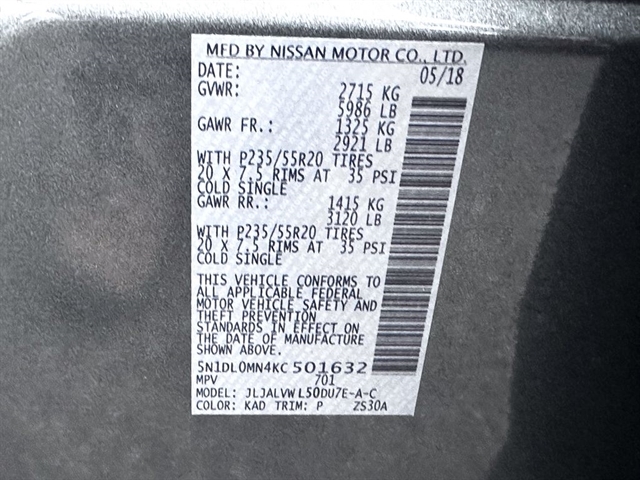 MFD BY NISSAN MOTOR CO., LTD.
DATE: 05/18
GVWR: 2715 KG
5986 LB
GAWR FR.: 1325 KG
2921 LB
WITH P235/55R20 TIRES
20 X 7.5 RIMS AT 35 PSI
COLD SINGLE
GAWR RR.: 1415 KG
3120 LB
WITH P235/55R20 TIRES
20 X 7.5 RIMS AT 35 PSI
COLD SINGLE
THIS VEHICLE CONFORMS TO
ALL APPLICABLE FEDERAL
MOTOR VEHICLE SAFETY AND
THEFT PREVENTION
STANDARDS IN EFFECT ON
THE DATE OF MANUFACTURE
SHOWN ABOVE.
5N1DL0MN4KC501632
MPV 701
MODEL: JLJALVWL50DU7E-A-C
COLOR: KAD TRIM: P ZS30A